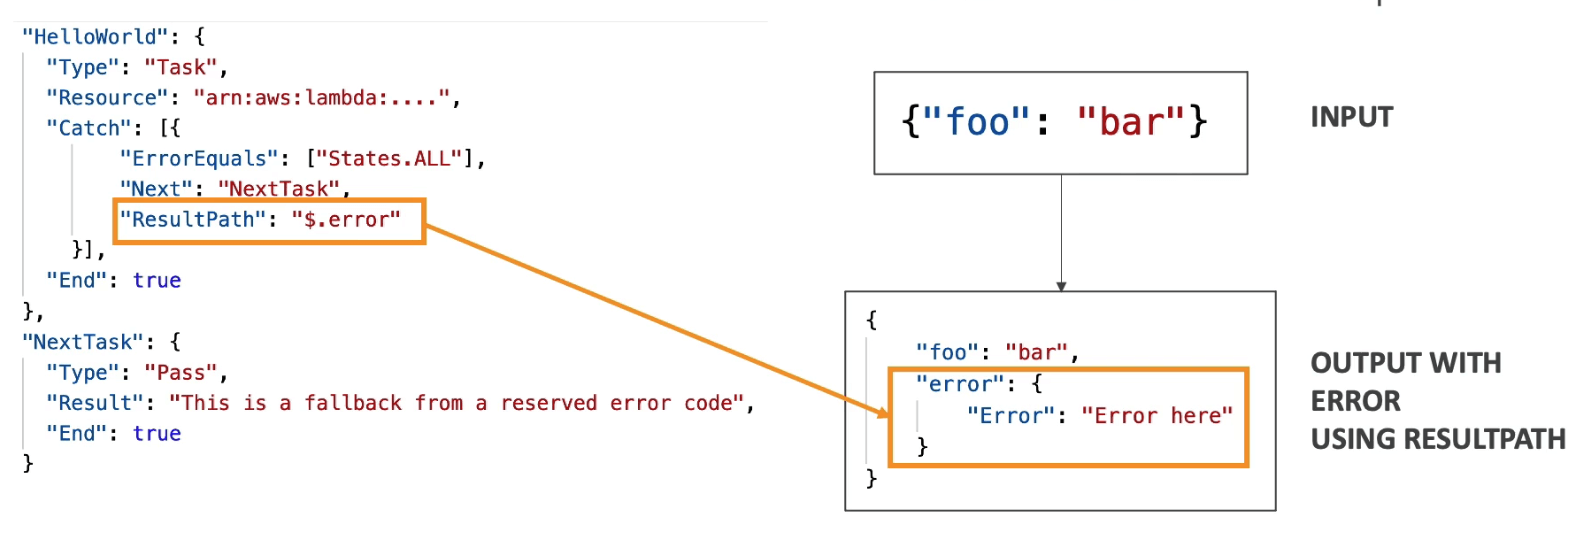 "HelloWorld": {
"Type": "Task",
"Resource": "arn:aws:lambda:....",
"Catch": [{
"ErrorEquals": ["States.ALL"],
"Next": "NextTask",
"ResultPath": "$.error"
}],
"End": true
},
"NextTask": {
"Type": "Pass",
"Result": "This is a fallback from a reserved error code",
"End": true
}
{"foo": "bar"}
INPUT
{
"foo": "bar",
"error": {
"Error": "Error here"
}
}
OUTPUT WITH
ERROR
USING RESULTPATH